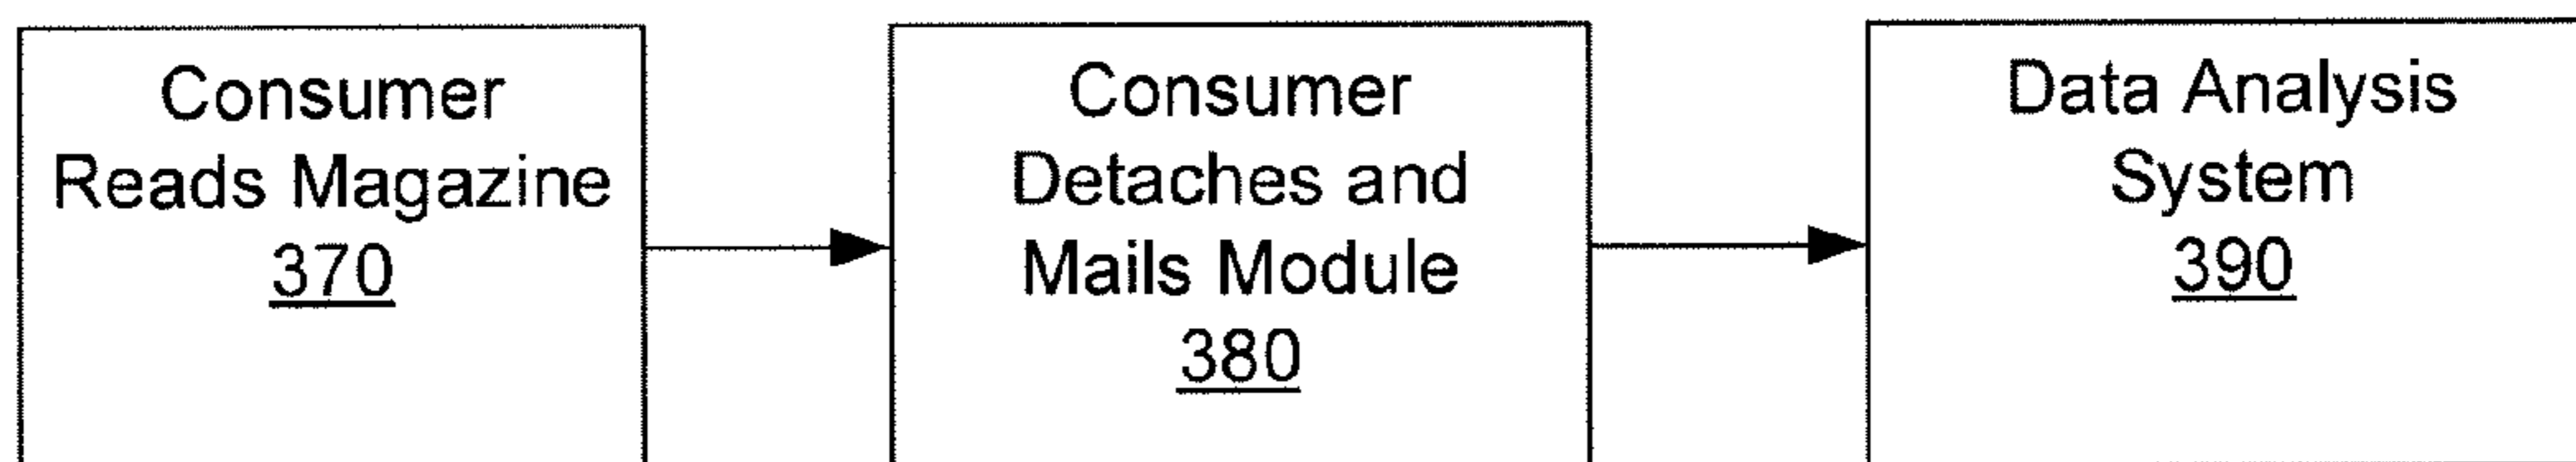 Consumer
Reads Magazine
370
Consumer
Detaches and
Mails Module
380
Data Analysis
System
390